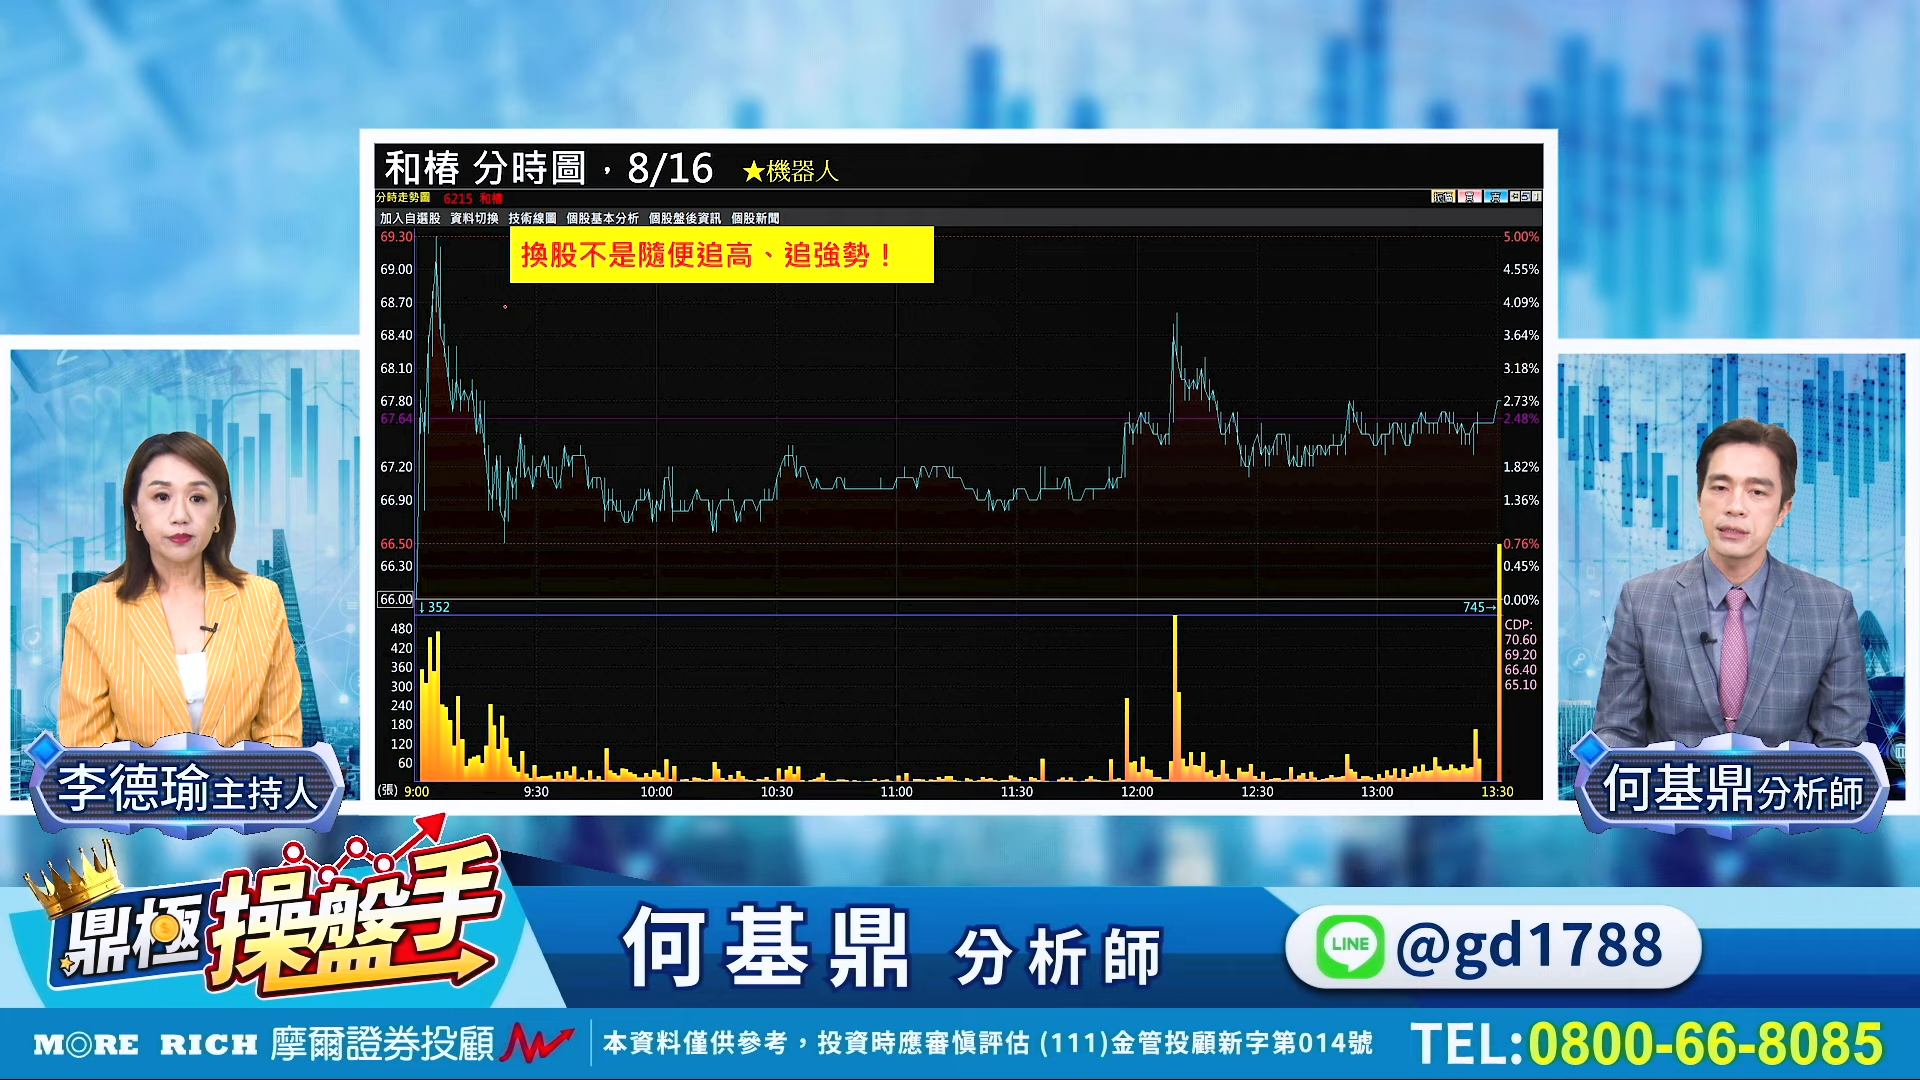 和椿 分時圖，8/16 ★機器人
分時走勢圖 6215 和椿
加入自選股 資料切換 技術線圖 個股基本分析 個股盤後資訊 個股新聞
換股不是隨便追高、追強勢！
69.30 5.00%
69.00 4.55%
68.70 4.09%
68.40 3.64%
68.10 3.18%
67.80 2.73%
67.64 2.48%
67.20 1.82%
66.90 1.36%
66.50 0.76%
66.30 0.45%
66.00 0.00%
↓352 745→
CDP:
480 70.60
420 69.20
360 66.40
300 65.10
240
180
120
60
(張) 9:00 9:30 10:00 10:30 11:00 11:30 12:00 12:30 13:00 13:30
李德瑜主持人
何基鼎分析師
鼎極操盤手
何基鼎 分析師
LINE @gd1788
MORE RICH 摩爾證券投顧
本資料僅供參考，投資時應審慎評估 (111)金管投顧新字第014號
TEL:0800-66-8085